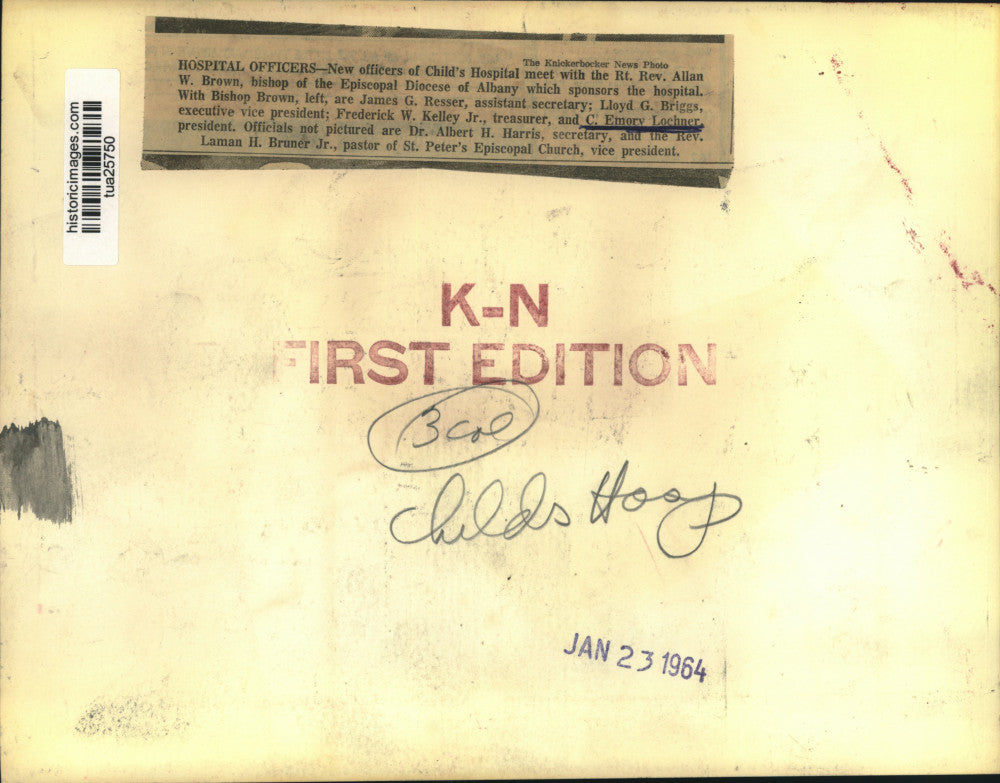 The Knickerbocker News Photo
HOSPITAL OFFICERS—New officers of Child's Hospital meet with the Rt. Rev. Allan
W. Brown, bishop of the Episcopal Diocese of Albany which sponsors the hospital.
With Bishop Brown, left, are James G. Resser, assistant secretary; Lloyd G. Briggs,
executive vice president; Frederick W. Kelley Jr., treasurer, and C. Emory Lochner,
president. Officials not pictured are Dr. Albert H. Harris, secretary, and the Rev.
Laman H. Bruner Jr., pastor of St. Peter's Episcopal Church, vice president.
historicimages.com
tua25750
K-N
FIRST EDITION
3 col
Childs Hosp
JAN 23 1964